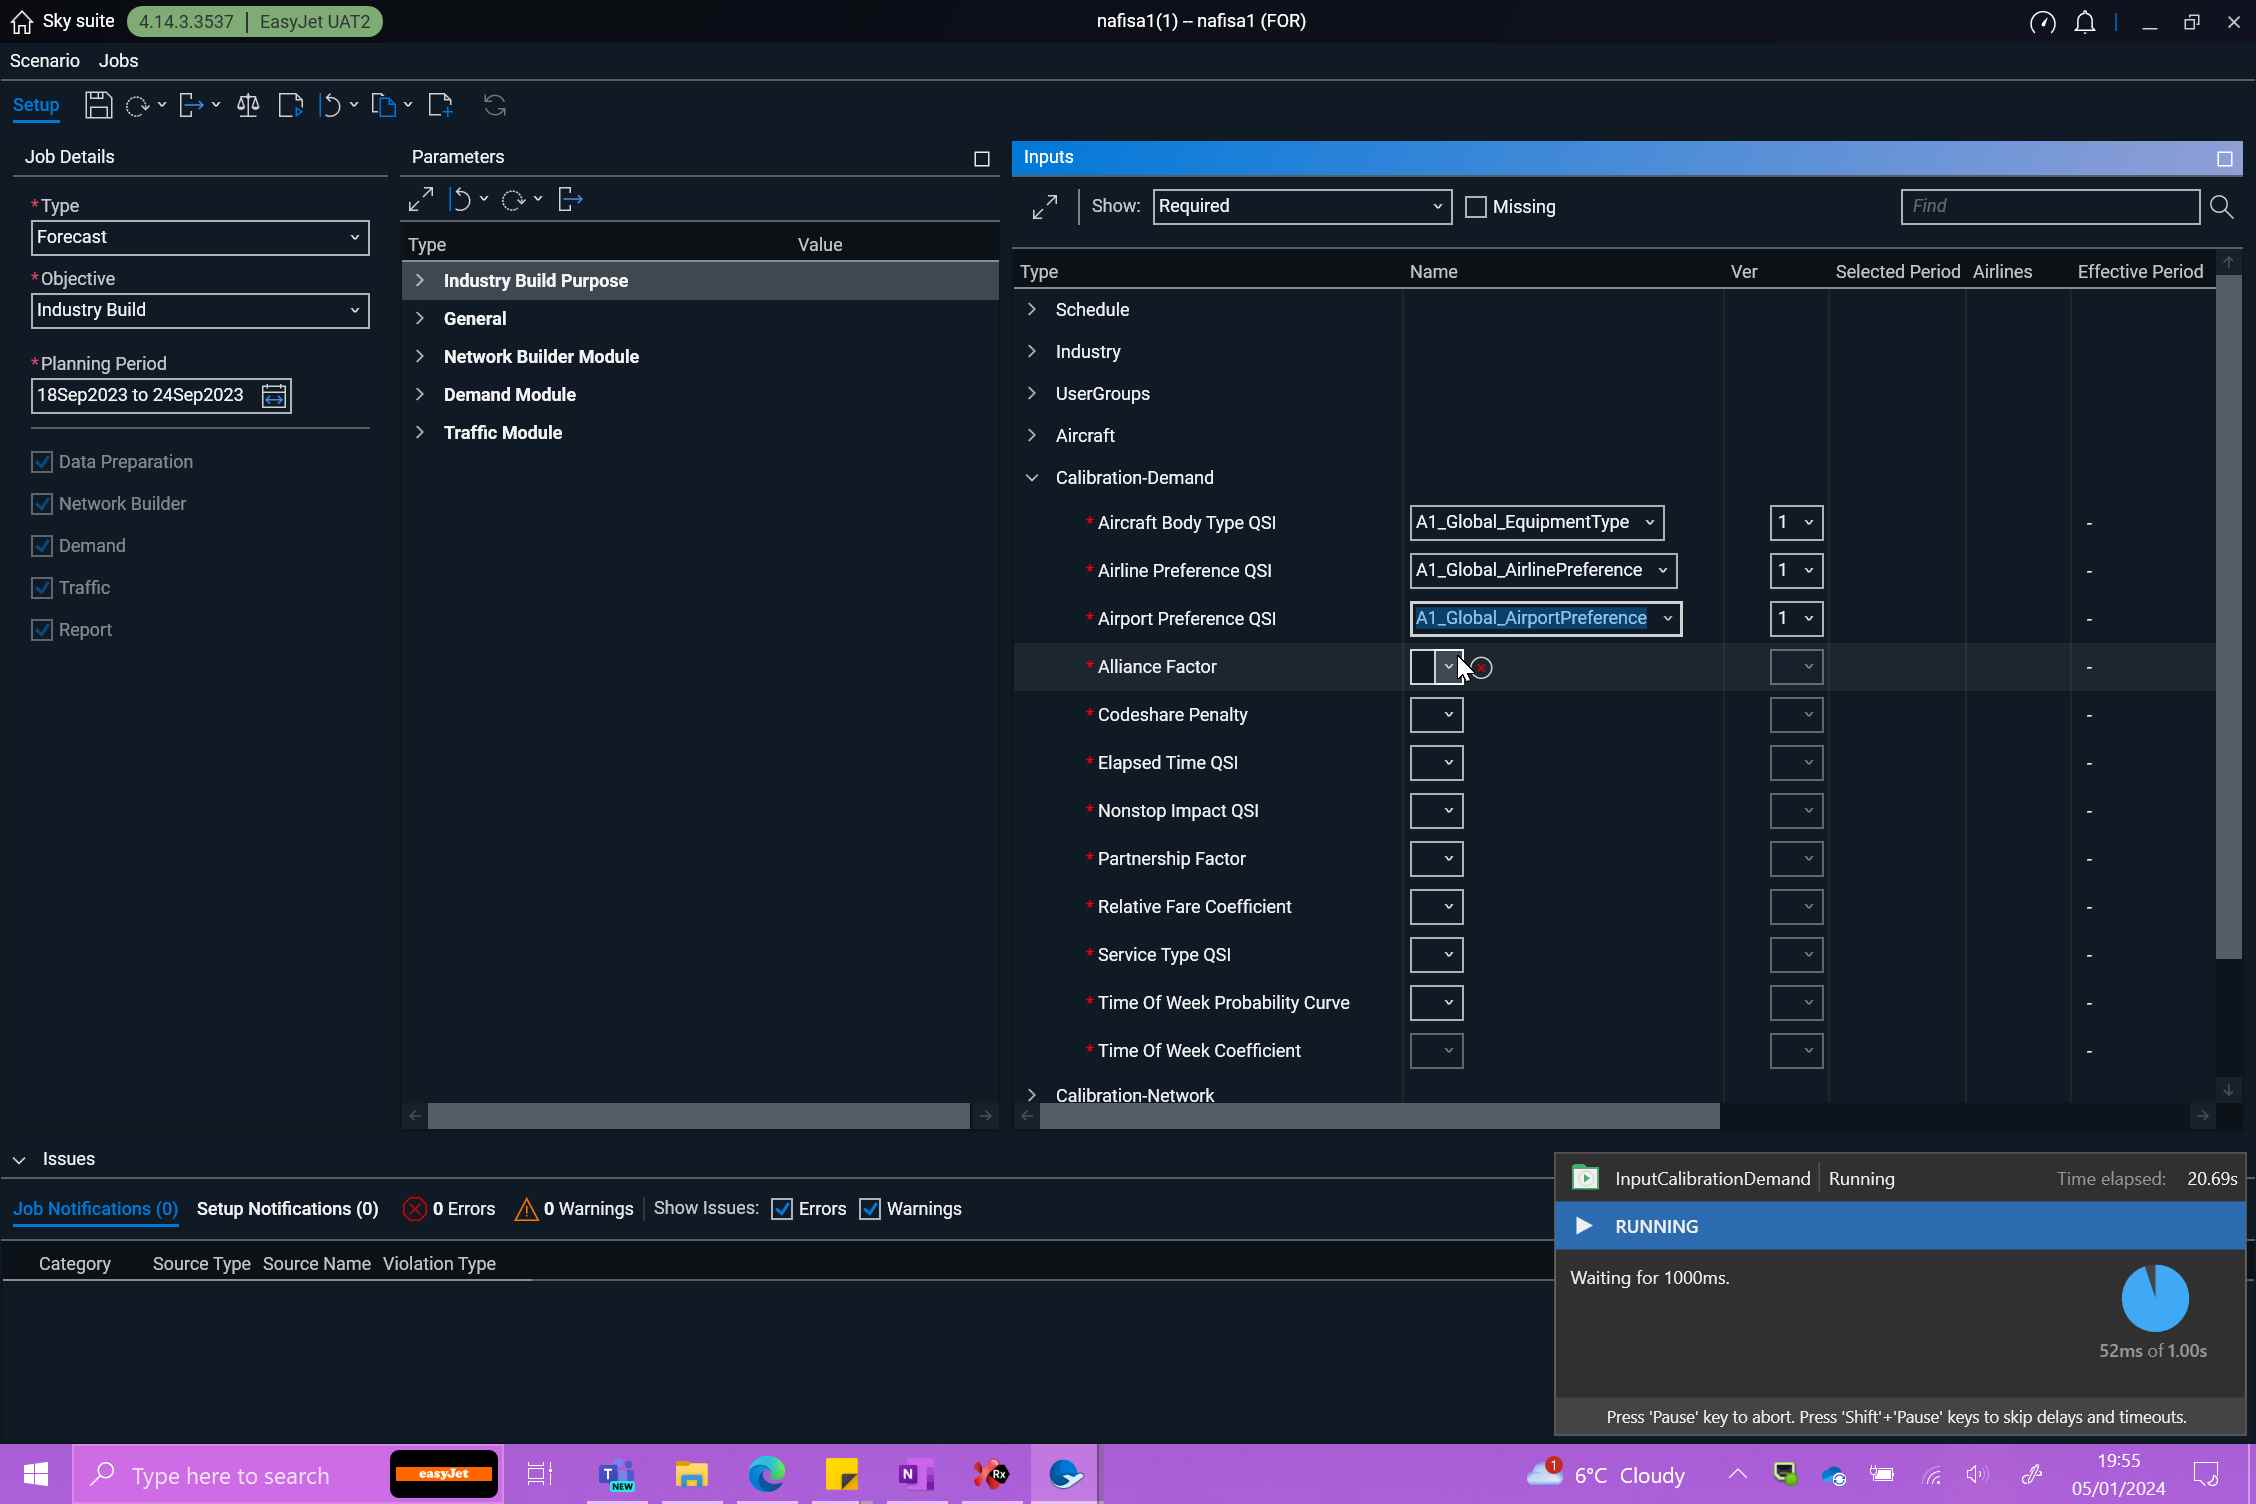 Sky suite 4.14.3.3537 | EasyJet UAT2 nafisa1(1) – nafisa1 (FOR)
Scenario Jobs
Setup
Job Details
* Type
Forecast
* Objective
Industry Build
* Planning Period
18Sep2023 to 24Sep2023
Data Preparation
Network Builder
Demand
Traffic
Report
Parameters
Type Value
Industry Build Purpose
General
Network Builder Module
Demand Module
Traffic Module
Inputs
Show: Required Missing Find
Type Name Ver Selected Period Airlines Effective Period
Schedule
Industry
UserGroups
Aircraft
Calibration-Demand
* Aircraft Body Type QSI A1_Global_EquipmentType 1 -
* Airline Preference QSI A1_Global_AirlinePreference 1 -
* Airport Preference QSI A1_Global_AirportPreference 1 -
* Alliance Factor -
* Codeshare Penalty -
* Elapsed Time QSI -
* Nonstop Impact QSI -
* Partnership Factor -
* Relative Fare Coefficient -
* Service Type QSI -
* Time Of Week Probability Curve -
* Time Of Week Coefficient -
Calibration-Network
Issues
Job Notifications (0) Setup Notifications (0) 0 Errors 0 Warnings Show Issues: Errors Warnings
Category Source Type Source Name Violation Type
InputCalibrationDemand Running Time elapsed: 20.69s
RUNNING
Waiting for 1000ms.
52ms of 1.00s
Press 'Pause' key to abort. Press 'Shift'+'Pause' keys to skip delays and timeouts.
Type here to search easyJet T NEW N Rx 1 6°C Cloudy
19:55
05/01/2024